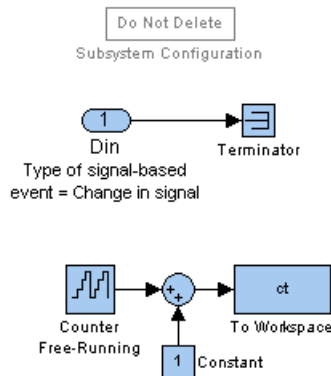 Do Not Delete
Subsystem Configuration
1
Din
Terminator
Type of signal-based
event = Change in signal
ct
Counter
Free-Running
To Workspace
1
Constant